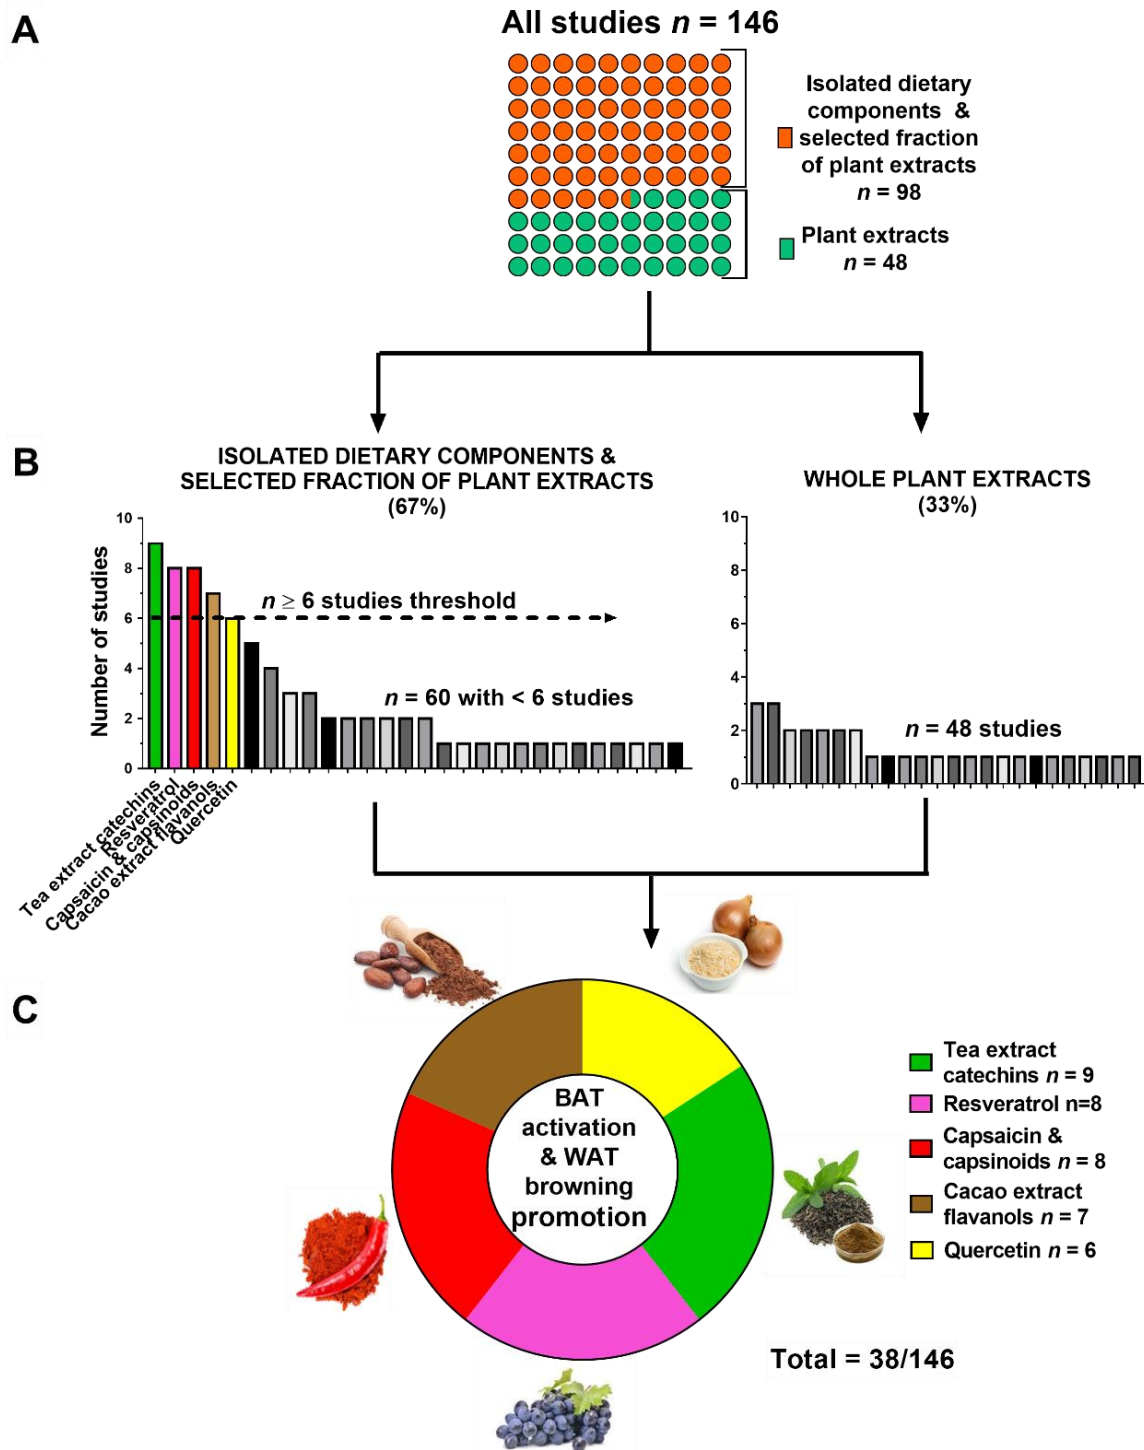 A
All studies n = 146
Isolated dietary
components &
selected fraction
of plant extracts
n = 98
Plant extracts
n = 48
B
ISOLATED DIETARY COMPONENTS &
SELECTED FRACTION OF PLANT EXTRACTS
(67%)
Number of studies
10
8
6
4
2
0
n ≥ 6 studies threshold
n = 60 with < 6 studies
Tea extract catechins
Resveratrol
Capsaicin & capsinoids
Cacao extract flavanols
Quercetin
WHOLE PLANT EXTRACTS
(33%)
10
8
6
4
2
0
n = 48 studies
C
BAT
activation
& WAT
browning
promotion
Tea extract
catechins n = 9
Resveratrol n=8
Capsaicin &
capsinoids n = 8
Cacao extract
flavanols n = 7
Quercetin n = 6
Total = 38/146